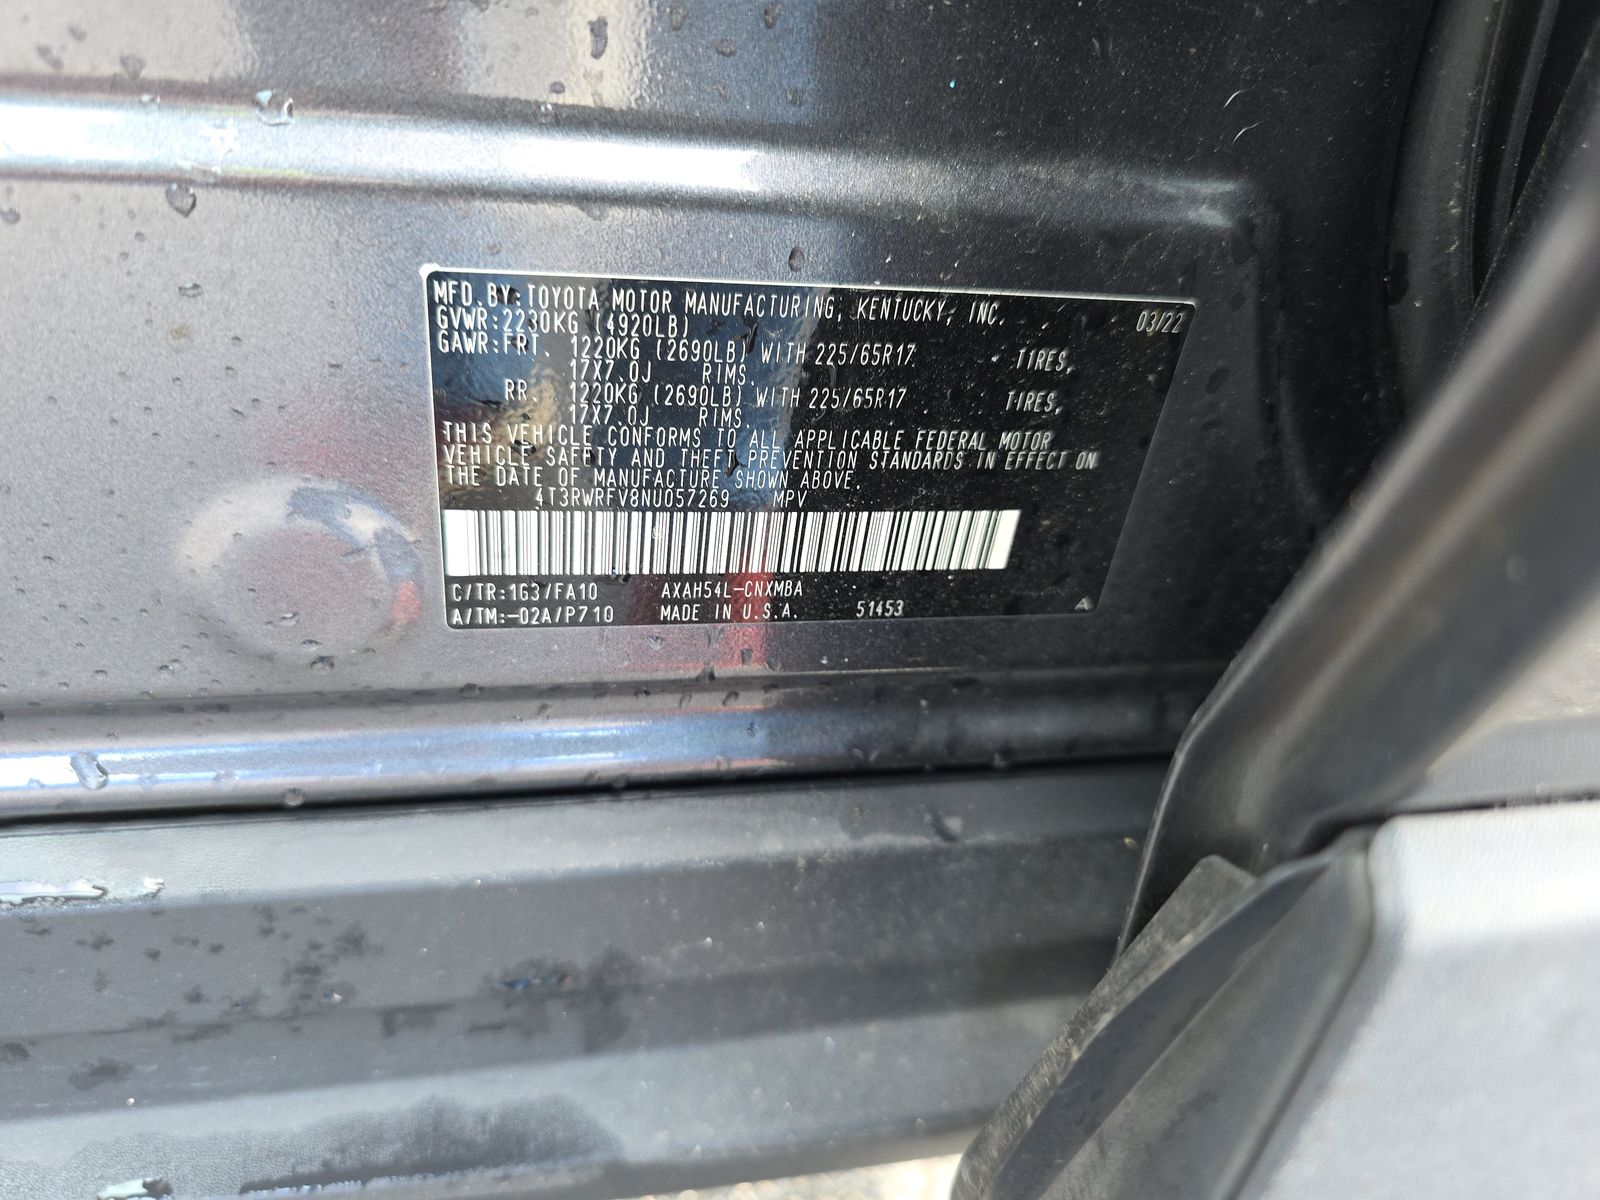 MFD. BY: TOYOTA MOTOR MANUFACTURING, KENTUCKY, INC. 03/22
GVWR: 2230KG (4920LB)
GAWR: FRT. 1220KG (2690LB) WITH 225/65R17 TIRES,
17X7.0J RIMS.
RR. 1220KG (2690LB) WITH 225/65R17 TIRES,
17X7.0J RIMS.
THIS VEHICLE CONFORMS TO ALL APPLICABLE FEDERAL MOTOR
VEHICLE SAFETY AND THEFT PREVENTION STANDARDS IN EFFECT ON
THE DATE OF MANUFACTURE SHOWN ABOVE.
4T3RWRFV8NU057269 MPV
C/TR: 1G3/FA10 AXAH54L-CNXMBA
A/TM: -02A/P710 MADE IN U.S.A. 51453